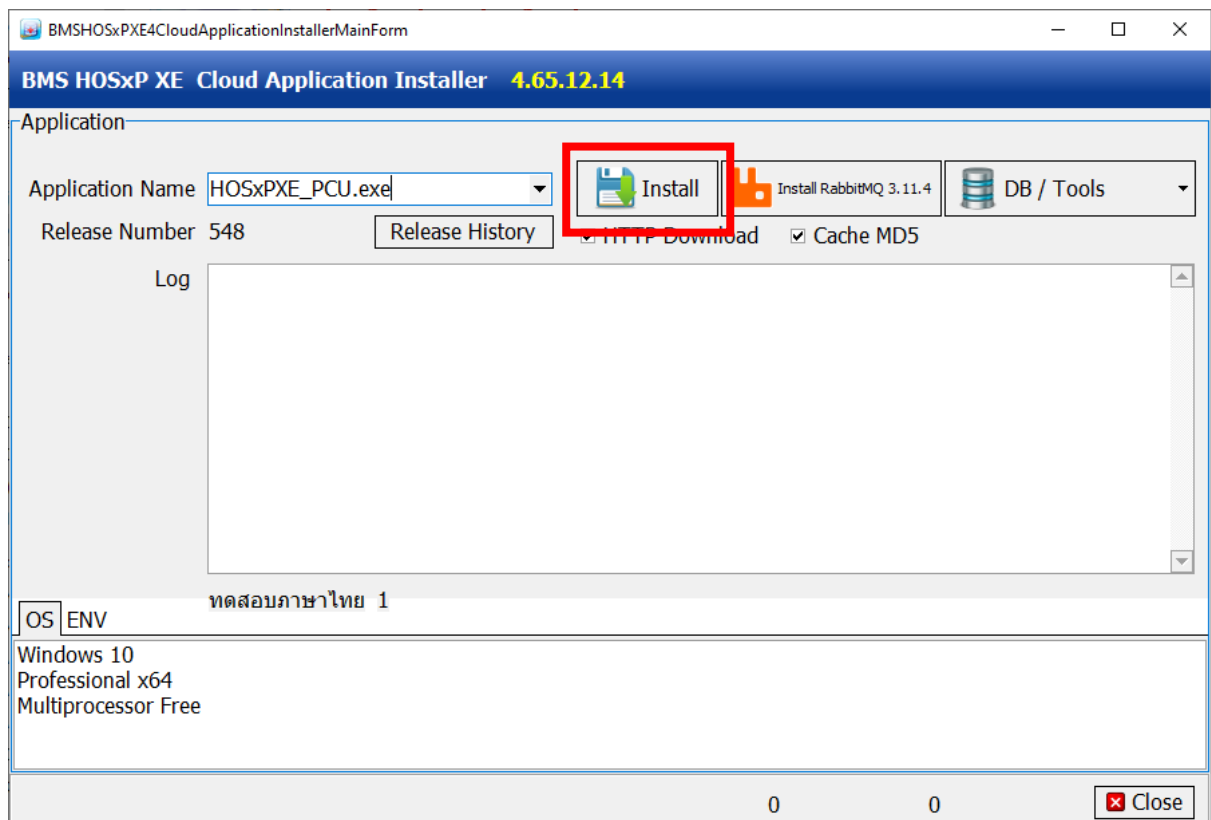 BMSHOSxPXE4CloudApplicationInstallerMainForm
BMS HOSxP XE Cloud Application Installer 4.65.12.14
Application
Application Name HOSxPXE_PCU.exe Install Install RabbitMQ 3.11.4 DB / Tools
Release Number 548 Release History HTTP Download Cache MD5
Log
ทดสอบภาษาไทย 1
OS ENV
Windows 10
Professional x64
Multiprocessor Free
0 0 Close